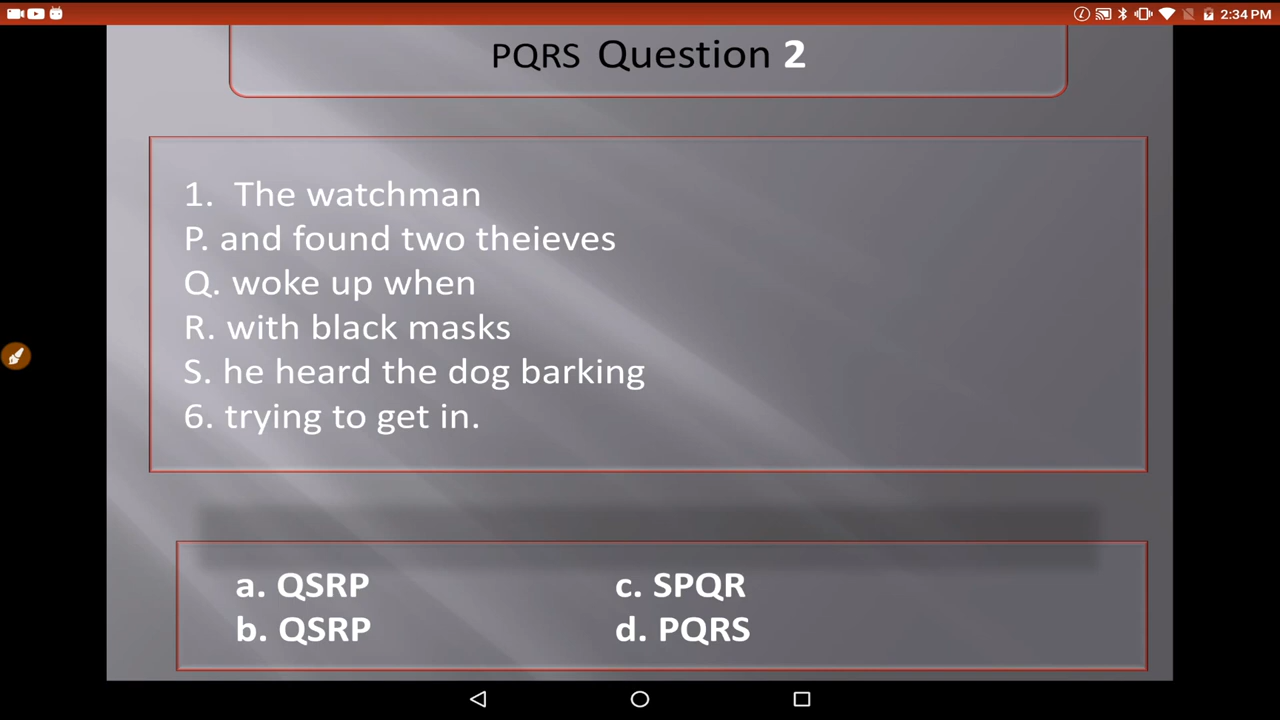 2:34 PM
PQRS Question 2
1. The watchman
P. and found two theieves
Q. woke up when
R. with black masks
S. he heard the dog barking
6. trying to get in.
a. QSRP c. SPQR
b. QSRP d. PQRS